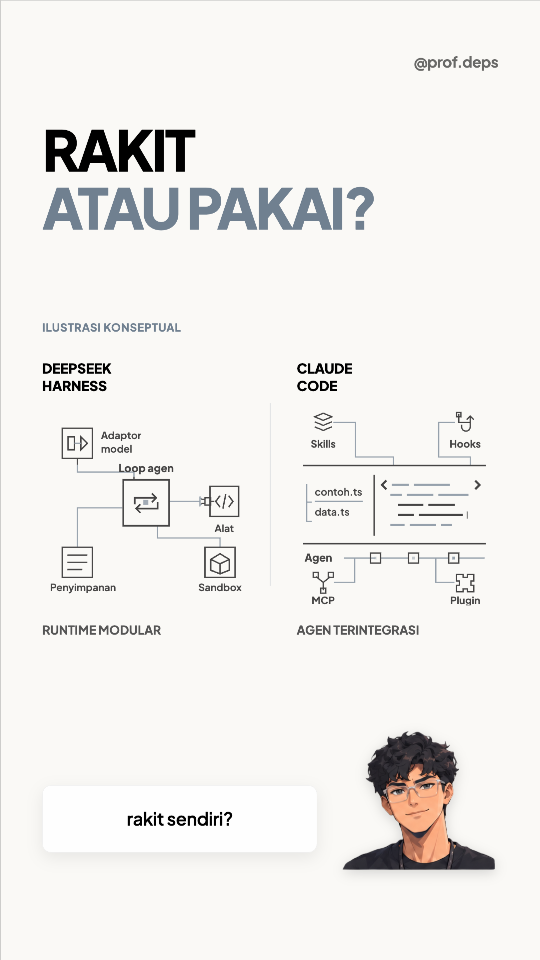 @prof.deps
RAKIT
ATAU PAKAI?
ILUSTRASI KONSEPTUAL
DEEPSEEK
HARNESS
Adaptor
model
Loop agen
Alat
Penyimpanan
Sandbox
RUNTIME MODULAR
CLAUDE
CODE
Skills
Hooks
contoh.ts
data.ts
Agen
MCP
Plugin
AGEN TERINTEGRASI
rakit sendiri?